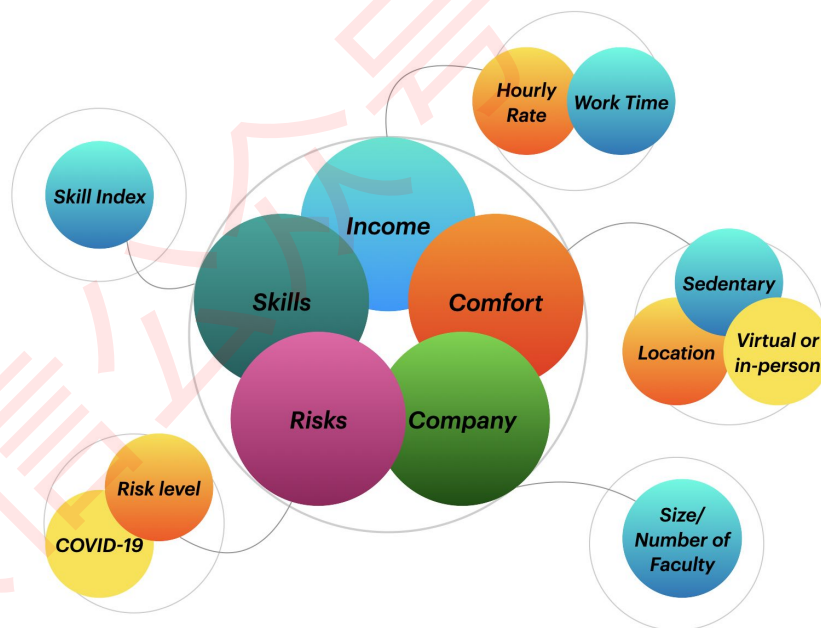 Hourly
Rate
Work Time
Skill Index
Income
Skills
Comfort
Sedentary
Location
Virtual or
in-person
Risks
Company
Risk level
COVID-19
Size/
Number of
Faculty